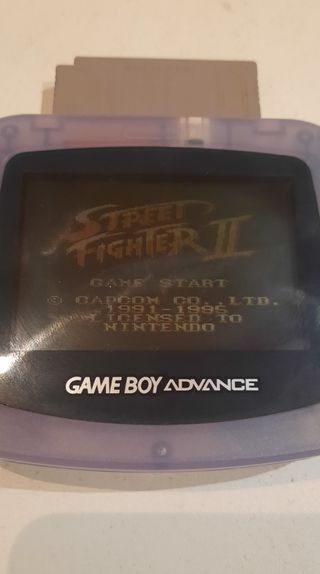 STREET
FIGHTER II
GAME START
© CAPCOM CO., LTD.
1991-1995
LICENSED TO
NINTENDO
GAME BOY ADVANCE